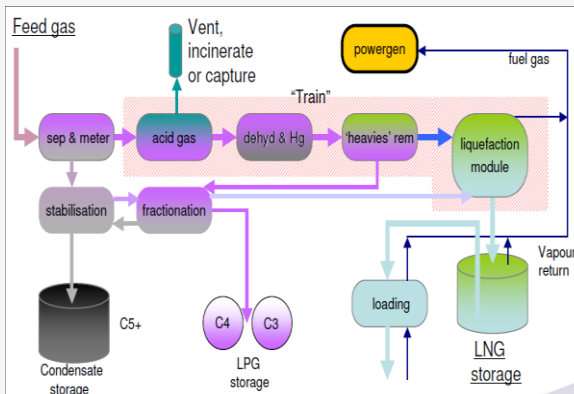 Feed gas
Vent,
incinerate
or capture
powergen
fuel gas
“Train”
sep & meter
acid gas
dehyd & Hg
‘heavies’ rem
liquefaction
module
stabilisation
fractionation
Vapour
return
loading
C5+
C4
C3
LPG
storage
LNG
storage
Condensate
storage